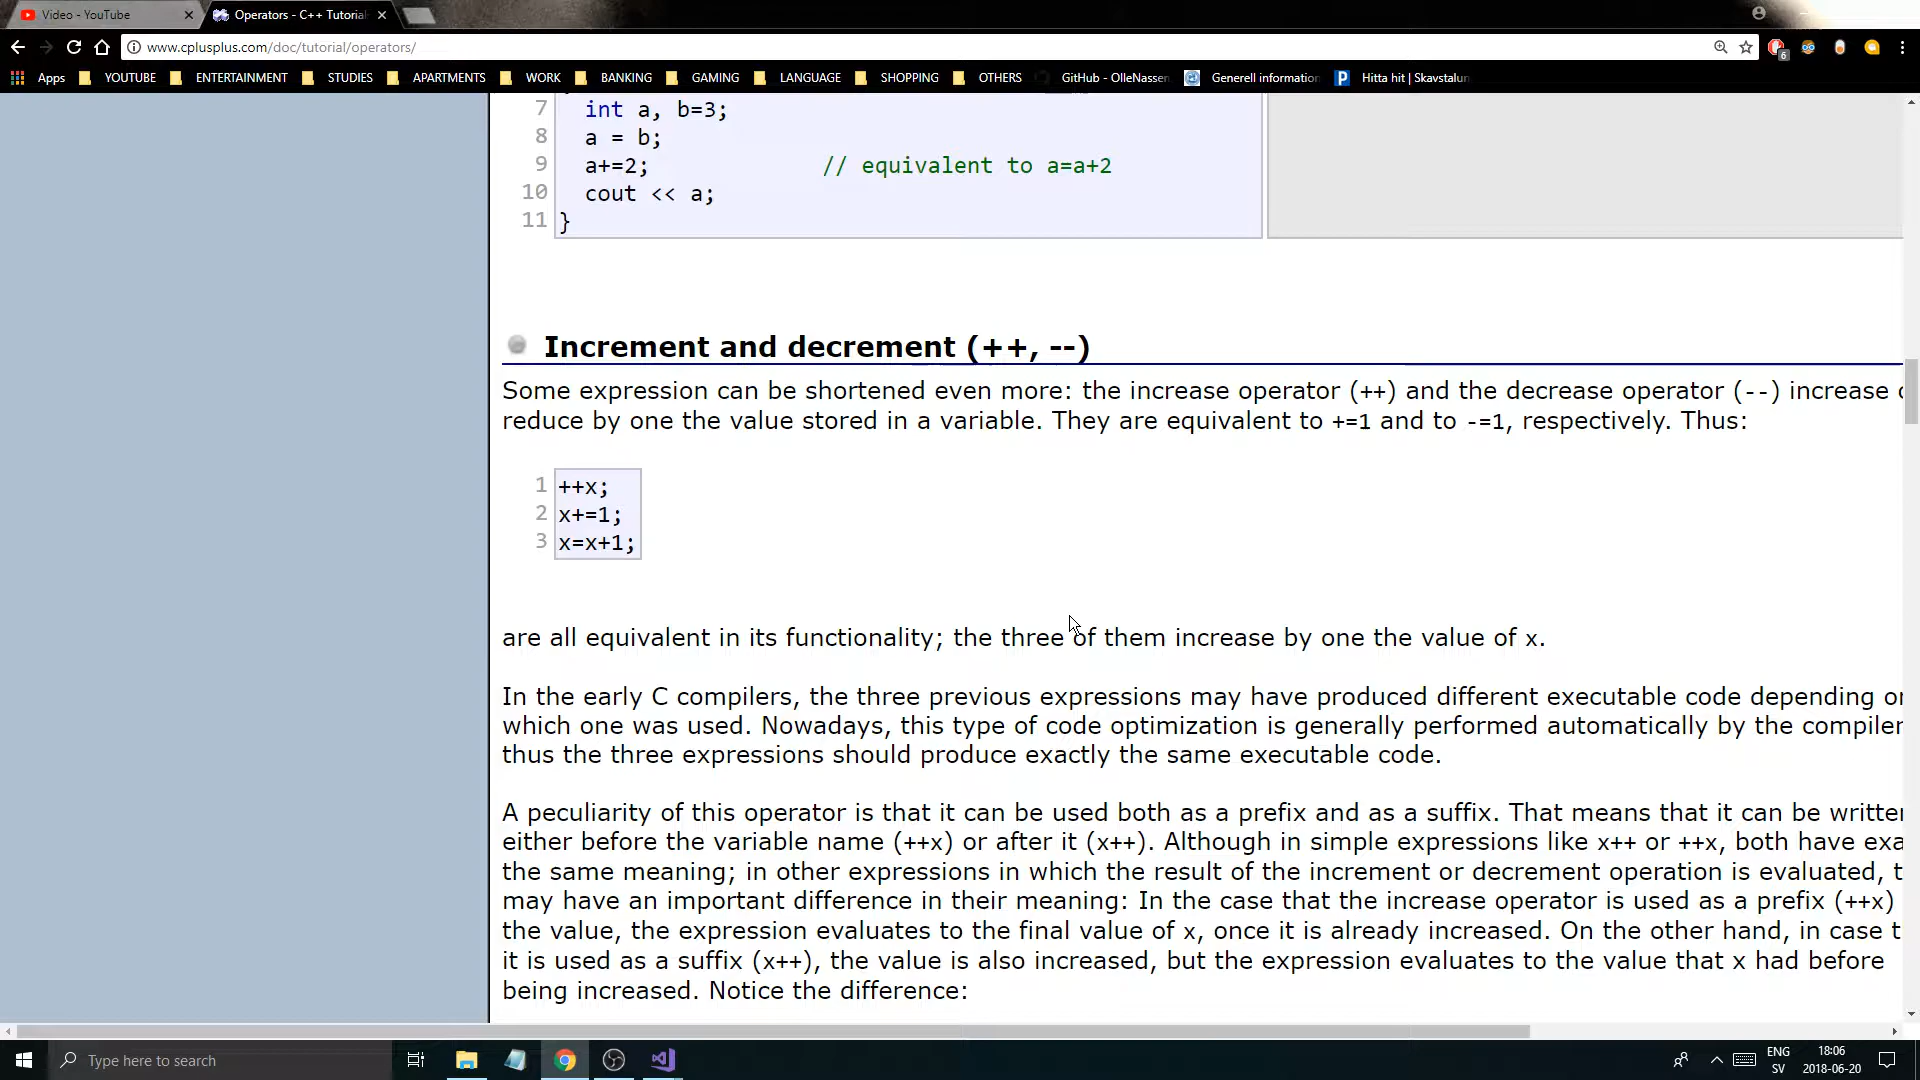 Video - YouTube
Operators - C++ Tutorial
www.cplusplus.com/doc/tutorial/operators/
6
Apps YOUTUBE ENTERTAINMENT STUDIES APARTMENTS WORK BANKING GAMING LANGUAGE SHOPPING OTHERS GitHub - OlleNassen Generell information Hitta hit | Skavstalun
7 int a, b=3;
8 a = b;
9 a+=2; // equivalent to a=a+2
10 cout << a;
11 }
Increment and decrement (++, --)
Some expression can be shortened even more: the increase operator (++) and the decrease operator (--) increase
reduce by one the value stored in a variable. They are equivalent to +=1 and to -=1, respectively. Thus:
1 ++x;
2 x+=1;
3 x=x+1;
are all equivalent in its functionality; the three of them increase by one the value of x.
In the early C compilers, the three previous expressions may have produced different executable code depending on
which one was used. Nowadays, this type of code optimization is generally performed automatically by the compiler
thus the three expressions should produce exactly the same executable code.
A peculiarity of this operator is that it can be used both as a prefix and as a suffix. That means that it can be written
either before the variable name (++x) or after it (x++). Although in simple expressions like x++ or ++x, both have exa
the same meaning; in other expressions in which the result of the increment or decrement operation is evaluated, t
may have an important difference in their meaning: In the case that the increase operator is used as a prefix (++x)
the value, the expression evaluates to the final value of x, once it is already increased. On the other hand, in case t
it is used as a suffix (x++), the value is also increased, but the expression evaluates to the value that x had before
being increased. Notice the difference:
Type here to search
ENG
SV
18:06
2018-06-20